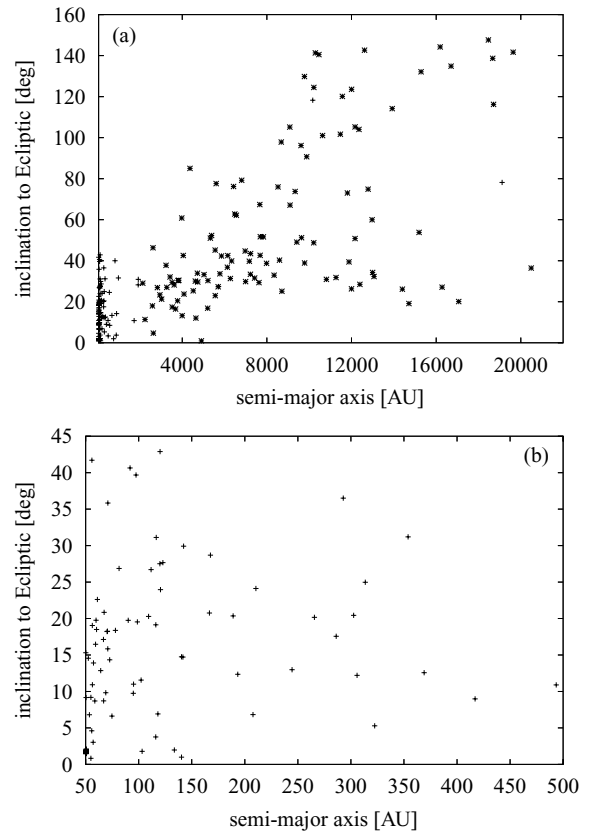 (a)
inclination to Ecliptic [deg]
160
140
120
100
80
60
40
20
0
4000 8000 12000 16000 20000
semi-major axis [AU]
(b)
inclination to Ecliptic [deg]
45
40
35
30
25
20
15
10
5
0
50 100 150 200 250 300 350 400 450 500
semi-major axis [AU]